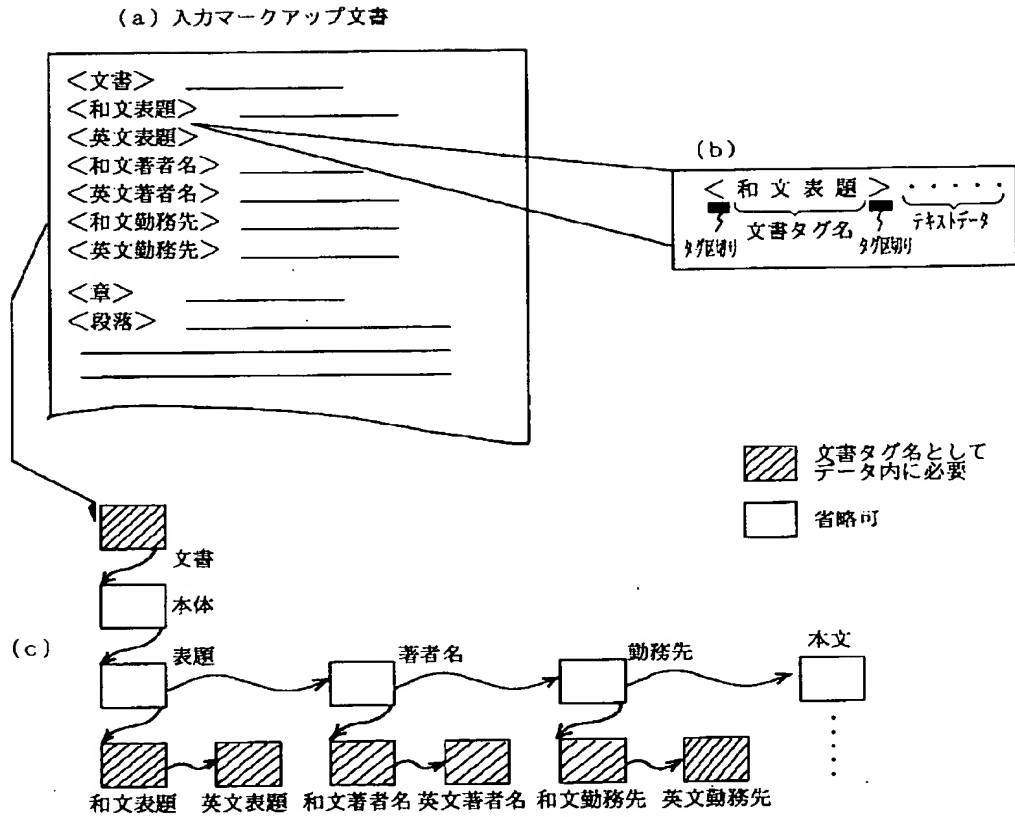 (a) 入力マークアップ文書
<文書>
<和文表題>
<英文表題>
<和文著者名>
<英文著者名>
<和文勤務先>
<英文勤務先>
<章>
<段落>
(b)
<和文表題>・・・・・
タグ区切り 文書タグ名 タグ区切り テキストデータ
文書タグ名として
データ内に必要
省略可
文書
本体
(c)
表題 著者名 勤務先 本文
和文表題 英文表題 和文著者名 英文著者名 和文勤務先 英文勤務先